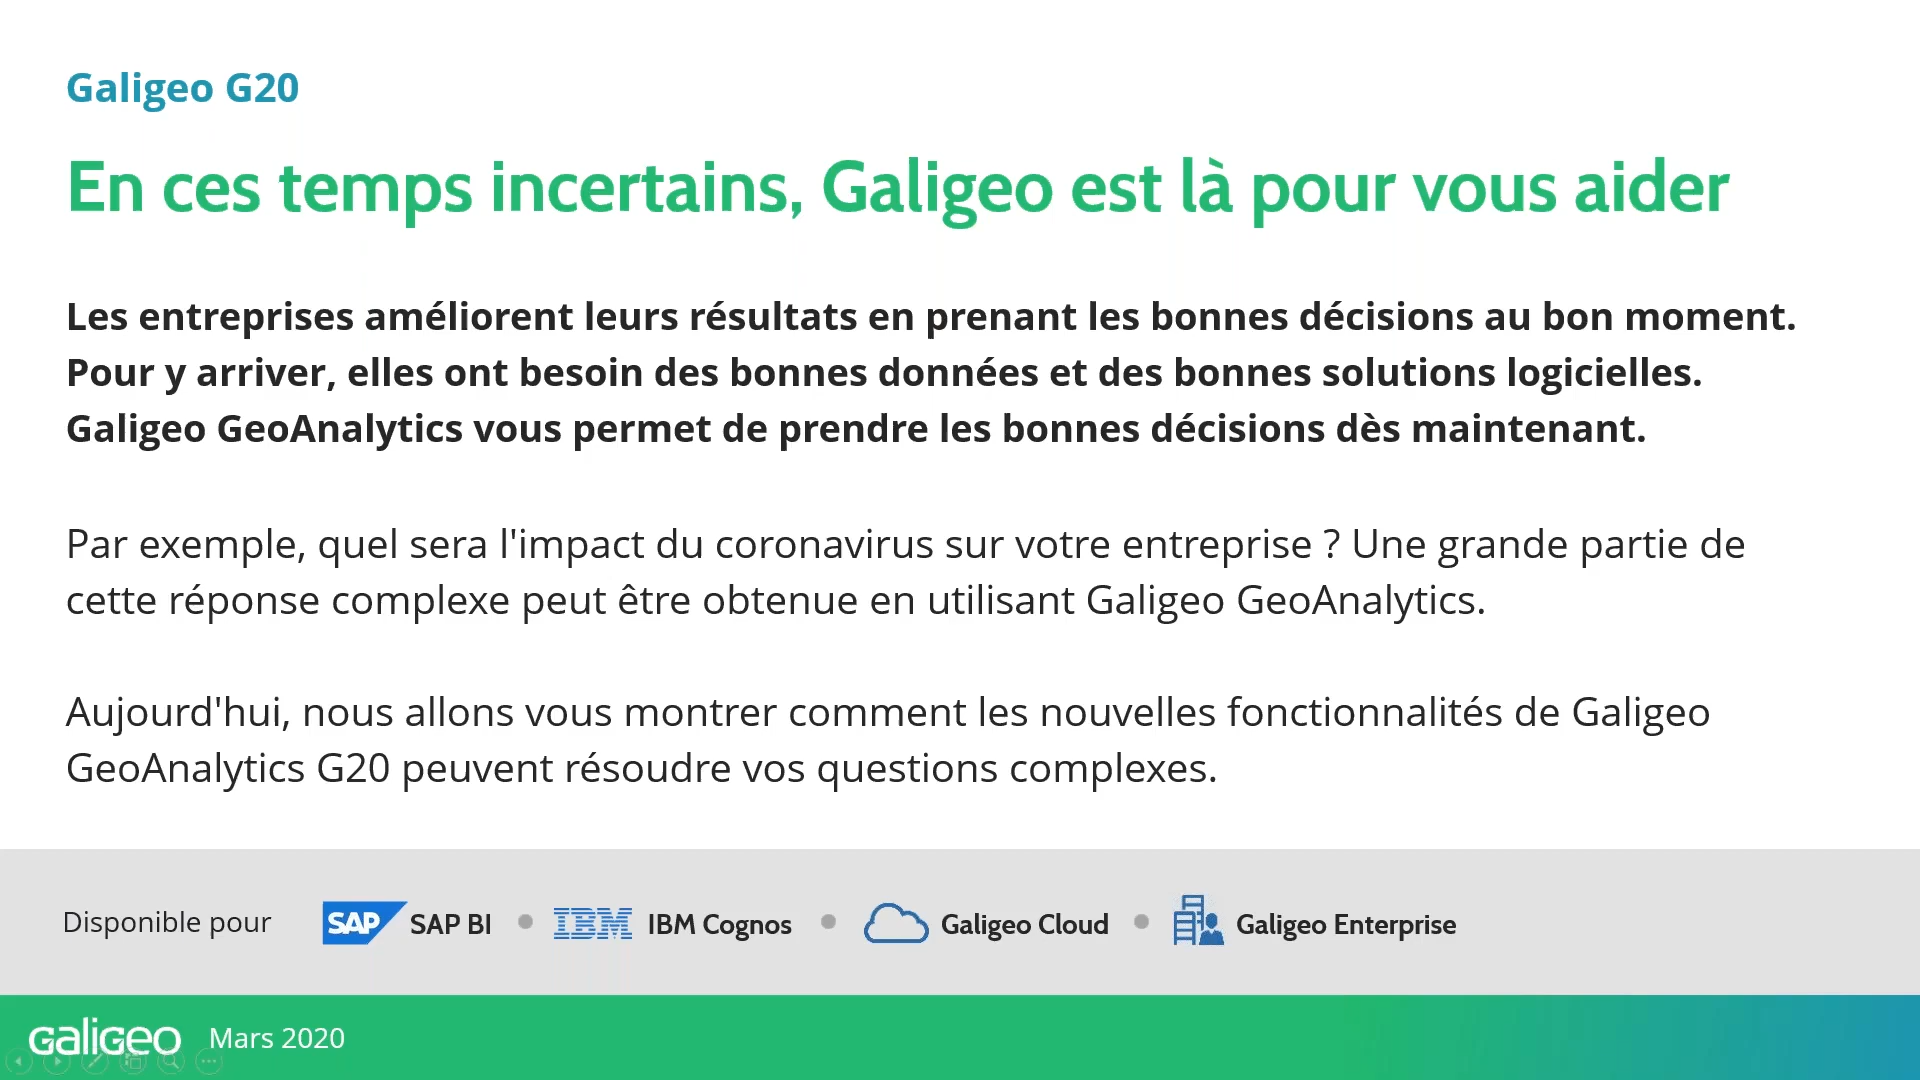 Galigeo G20
En ces temps incertains, Galigeo est là pour vous aider
Les entreprises améliorent leurs résultats en prenant les bonnes décisions au bon moment.
Pour y arriver, elles ont besoin des bonnes données et des bonnes solutions logicielles.
Galigeo GeoAnalytics vous permet de prendre les bonnes décisions dès maintenant.
Par exemple, quel sera l'impact du coronavirus sur votre entreprise ? Une grande partie de
cette réponse complexe peut être obtenue en utilisant Galigeo GeoAnalytics.
Aujourd'hui, nous allons vous montrer comment les nouvelles fonctionnalités de Galigeo
GeoAnalytics G20 peuvent résoudre vos questions complexes.
Disponible pour SAP SAP BI • IBM IBM Cognos • Galigeo Cloud • Galigeo Enterprise
galigeo Mars 2020